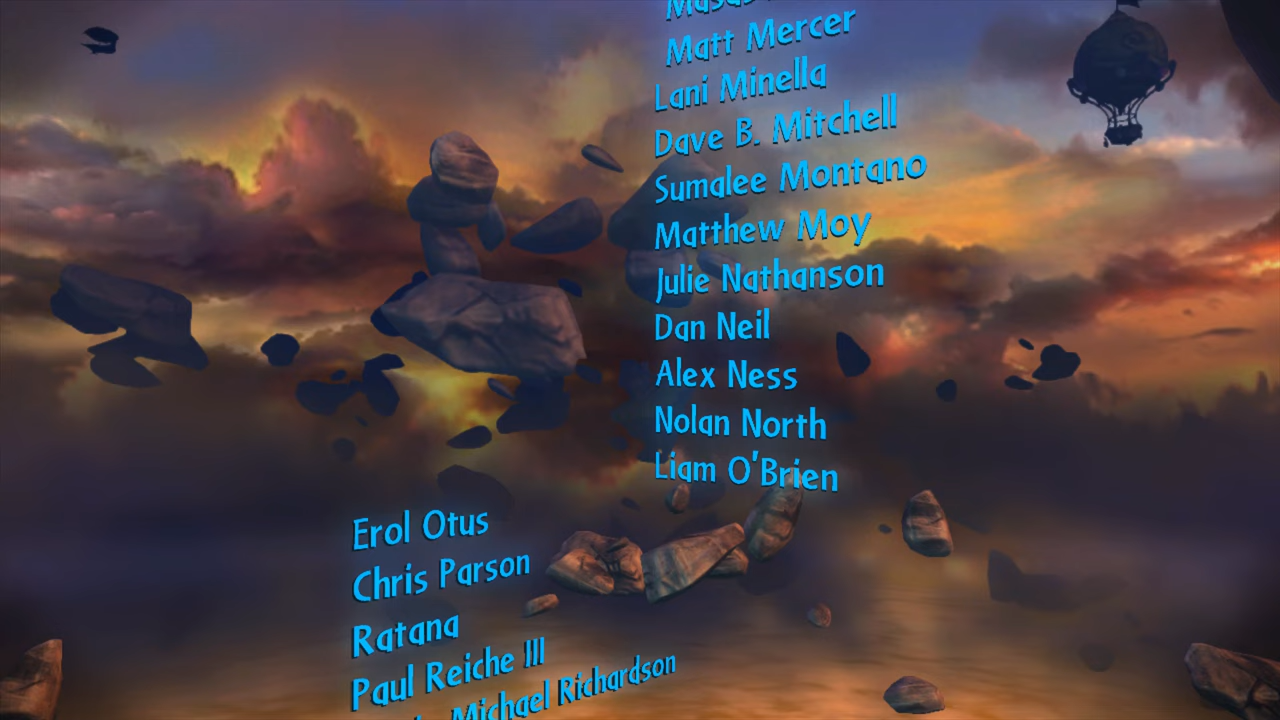 Matt Mercer
Lani Minella
Dave B. Mitchell
Sumalee Montano
Matthew Moy
Julie Nathanson
Dan Neil
Alex Ness
Nolan North
Liam O'Brien
Erol Otus
Chris Parson
Ratana
Paul Reiche III
Michael Richardson